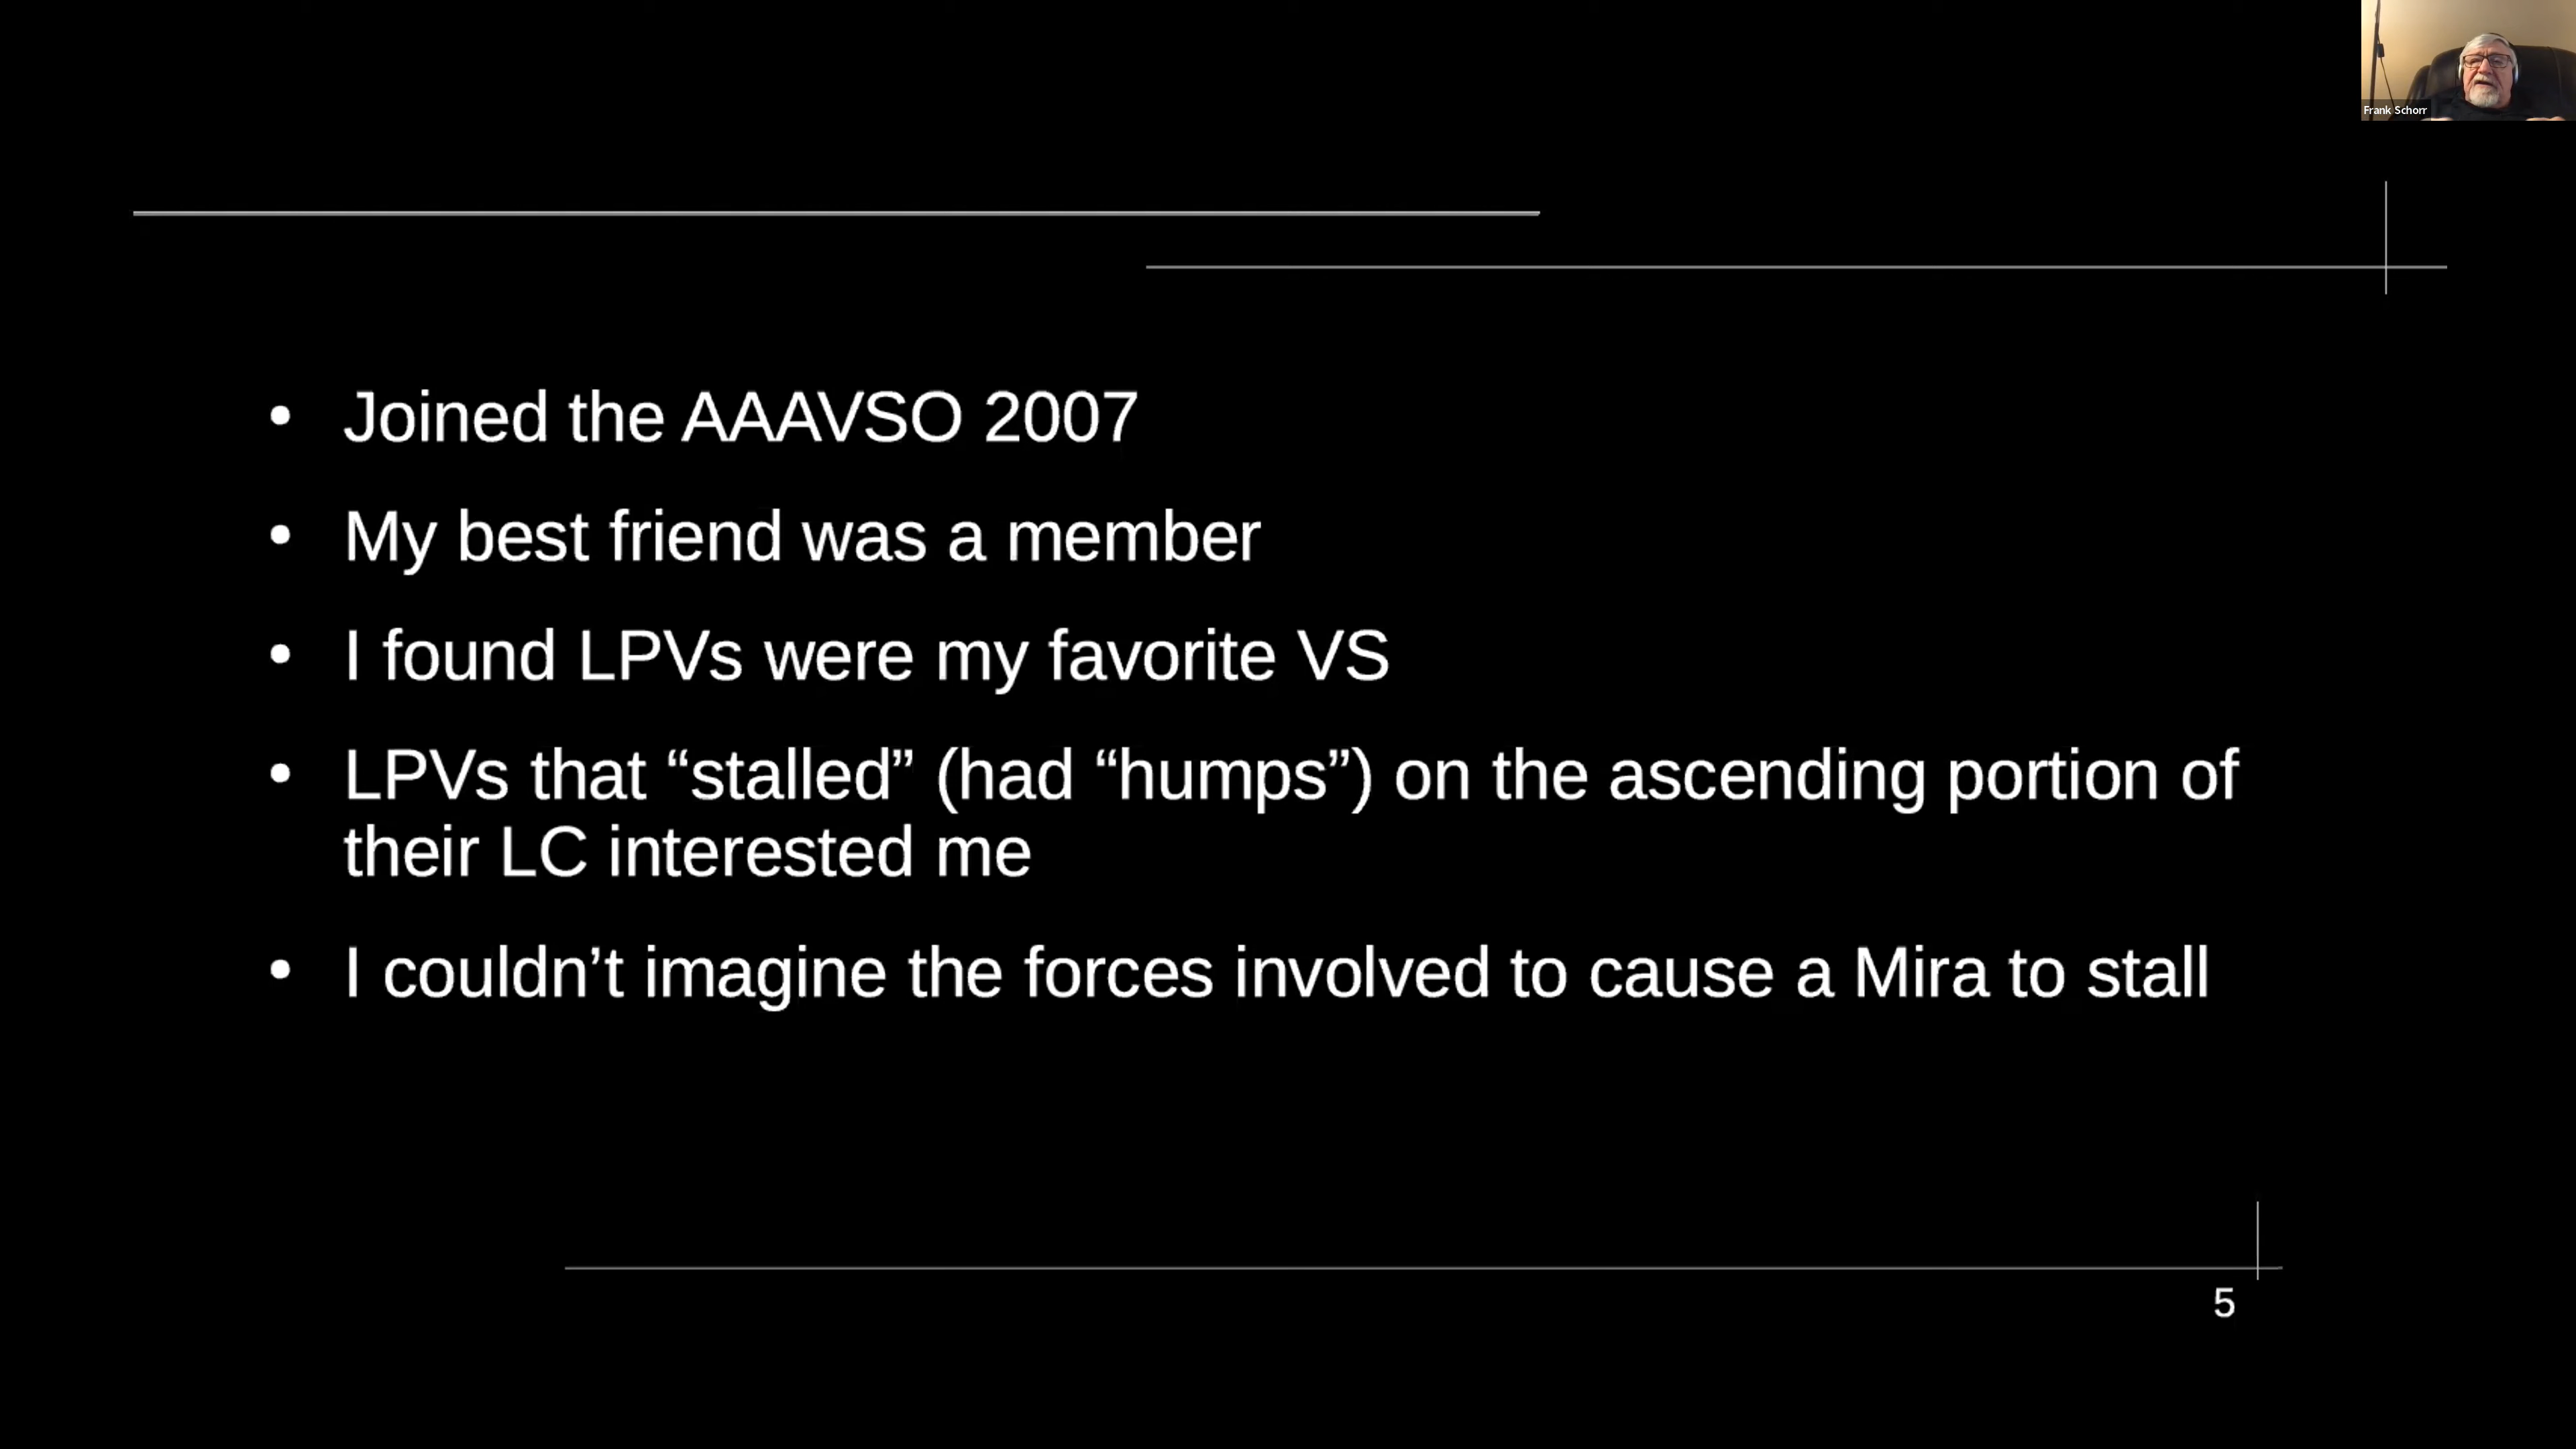 Frank Schorr
• Joined the AAAVSO 2007
• My best friend was a member
• I found LPVs were my favorite VS
• LPVs that “stalled” (had “humps”) on the ascending portion of
their LC interested me
• I couldn’t imagine the forces involved to cause a Mira to stall
5